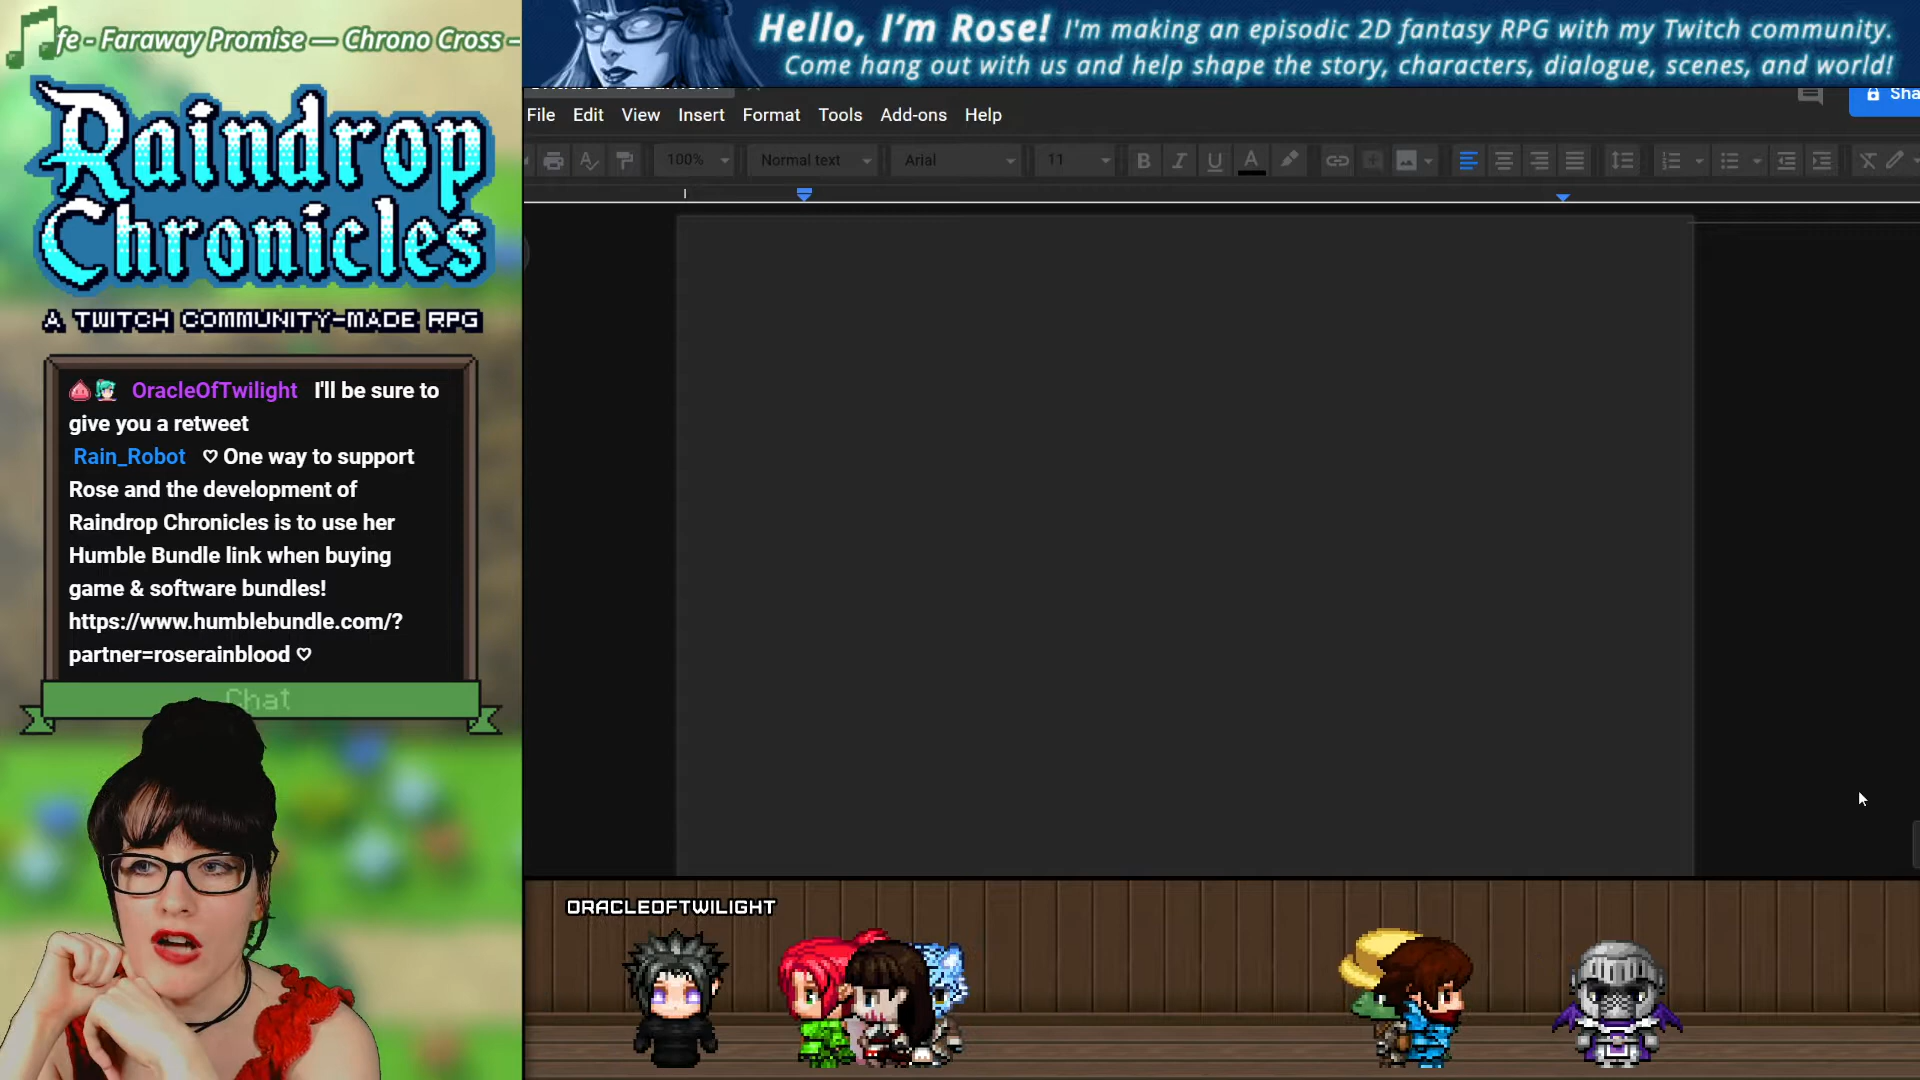 fe - Faraway Promise — Chrono Cross -
Raindrop
Chronicles
A TWITCH COMMUNITY-MADE RPG
Hello, I'm Rose! I'm making an episodic 2D fantasy RPG with my Twitch community.
Come hang out with us and help shape the story, characters, dialogue, scenes, and world!
Sha
File Edit View Insert Format Tools Add-ons Help
100% Normal text Arial 11 B I U A
OracleOfTwilight I'll be sure to
give you a retweet
Rain_Robot ♡ One way to support
Rose and the development of
Raindrop Chronicles is to use her
Humble Bundle link when buying
game & software bundles!
https://www.humblebundle.com/?
partner=roserainblood ♡
Chat
ORACLEOFTWILIGHT